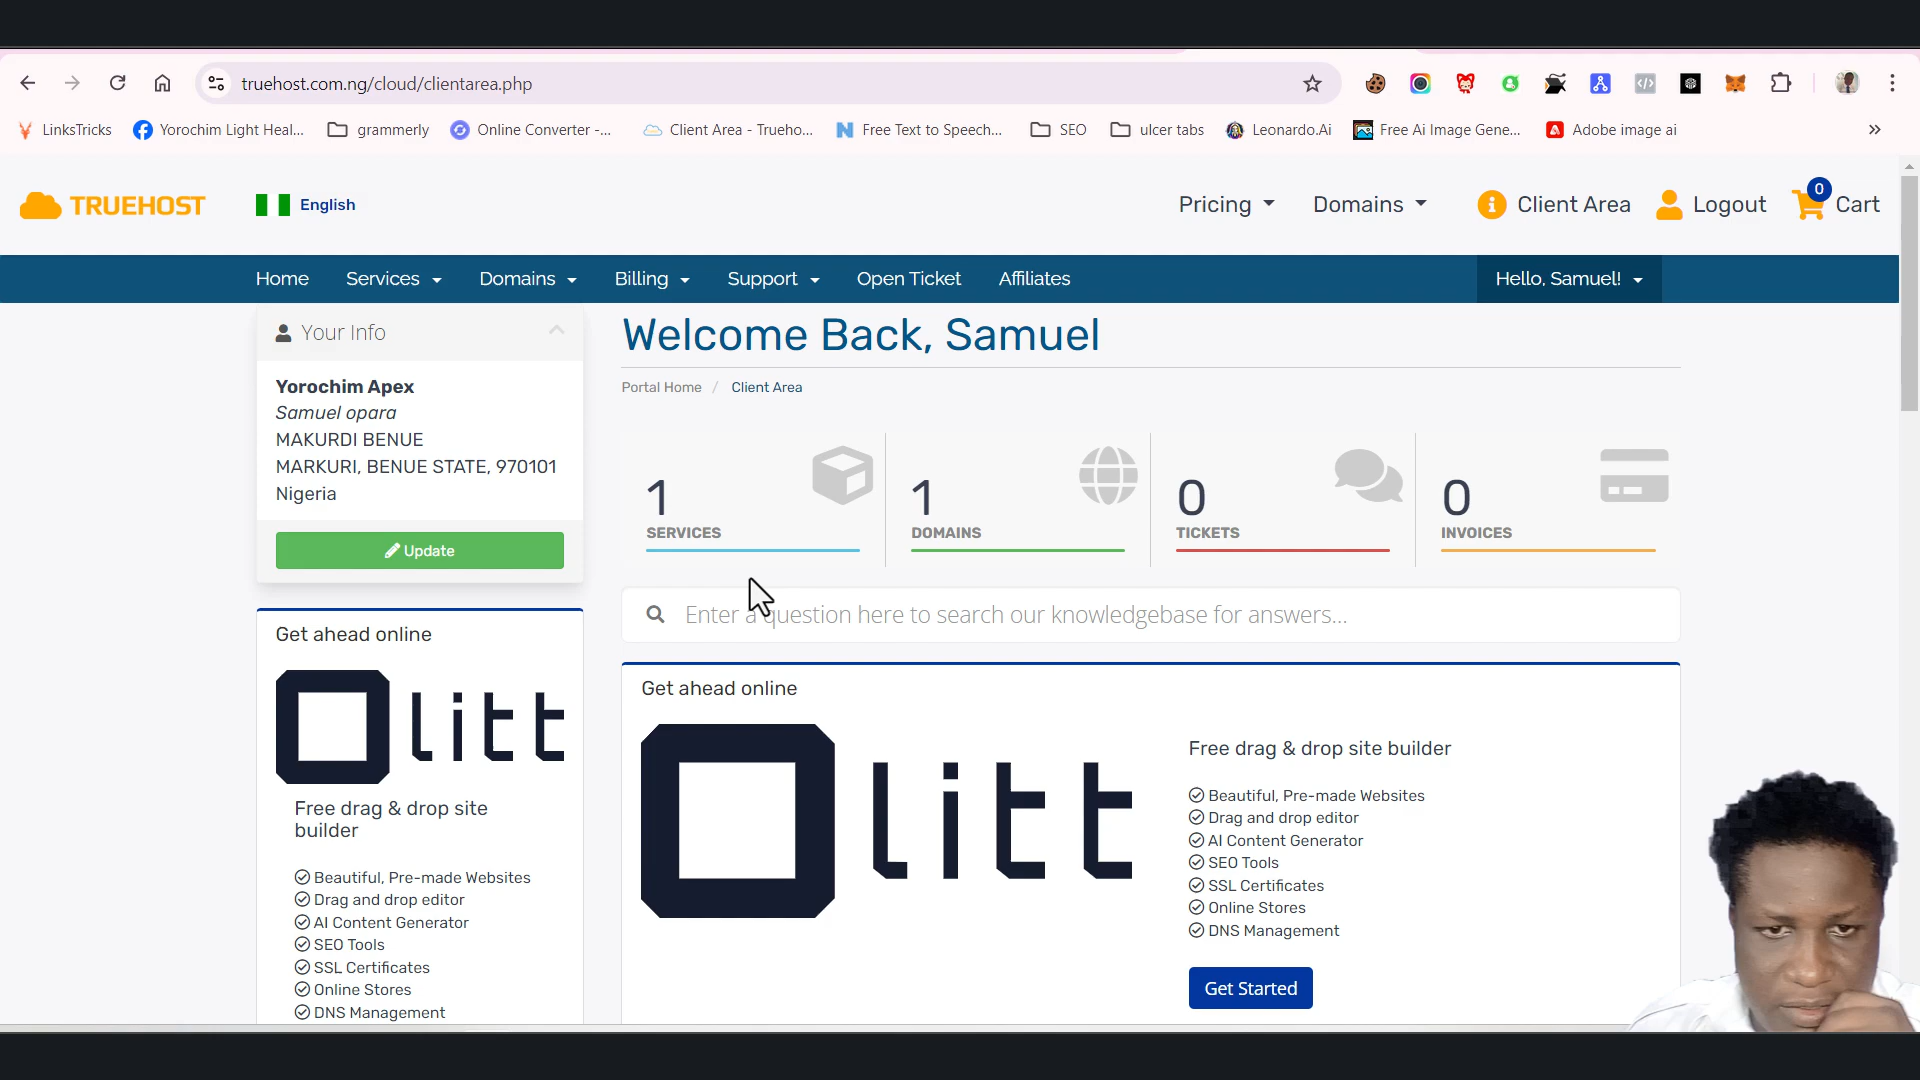 truehost.com.ng/cloud/clientarea.php
LinksTricks
Yorochim Light Heal...
grammerly
Online Converter -...
Client Area - Trueho...
Free Text to Speech...
SEO
ulcer tabs
Leonardo.Ai
Free Ai Image Gene...
Adobe image ai
TRUEHOST
English
Pricing
Domains
Client Area
Logout
0
Cart
Home
Services
Domains
Billing
Support
Open Ticket
Affiliates
Hello, Samuel!
Your Info
Yorochim Apex
Samuel opara
MAKURDI BENUE
MARKURI, BENUE STATE, 970101
Nigeria
Update
Get ahead online
Olitt
Free drag & drop site
builder
Beautiful, Pre-made Websites
Drag and drop editor
AI Content Generator
SEO Tools
SSL Certificates
Online Stores
DNS Management
Welcome Back, Samuel
Portal Home / Client Area
1
SERVICES
1
DOMAINS
0
TICKETS
0
INVOICES
Enter a question here to search our knowledgebase for answers...
Get ahead online
Olitt
Free drag & drop site builder
Beautiful, Pre-made Websites
Drag and drop editor
AI Content Generator
SEO Tools
SSL Certificates
Online Stores
DNS Management
Get Started